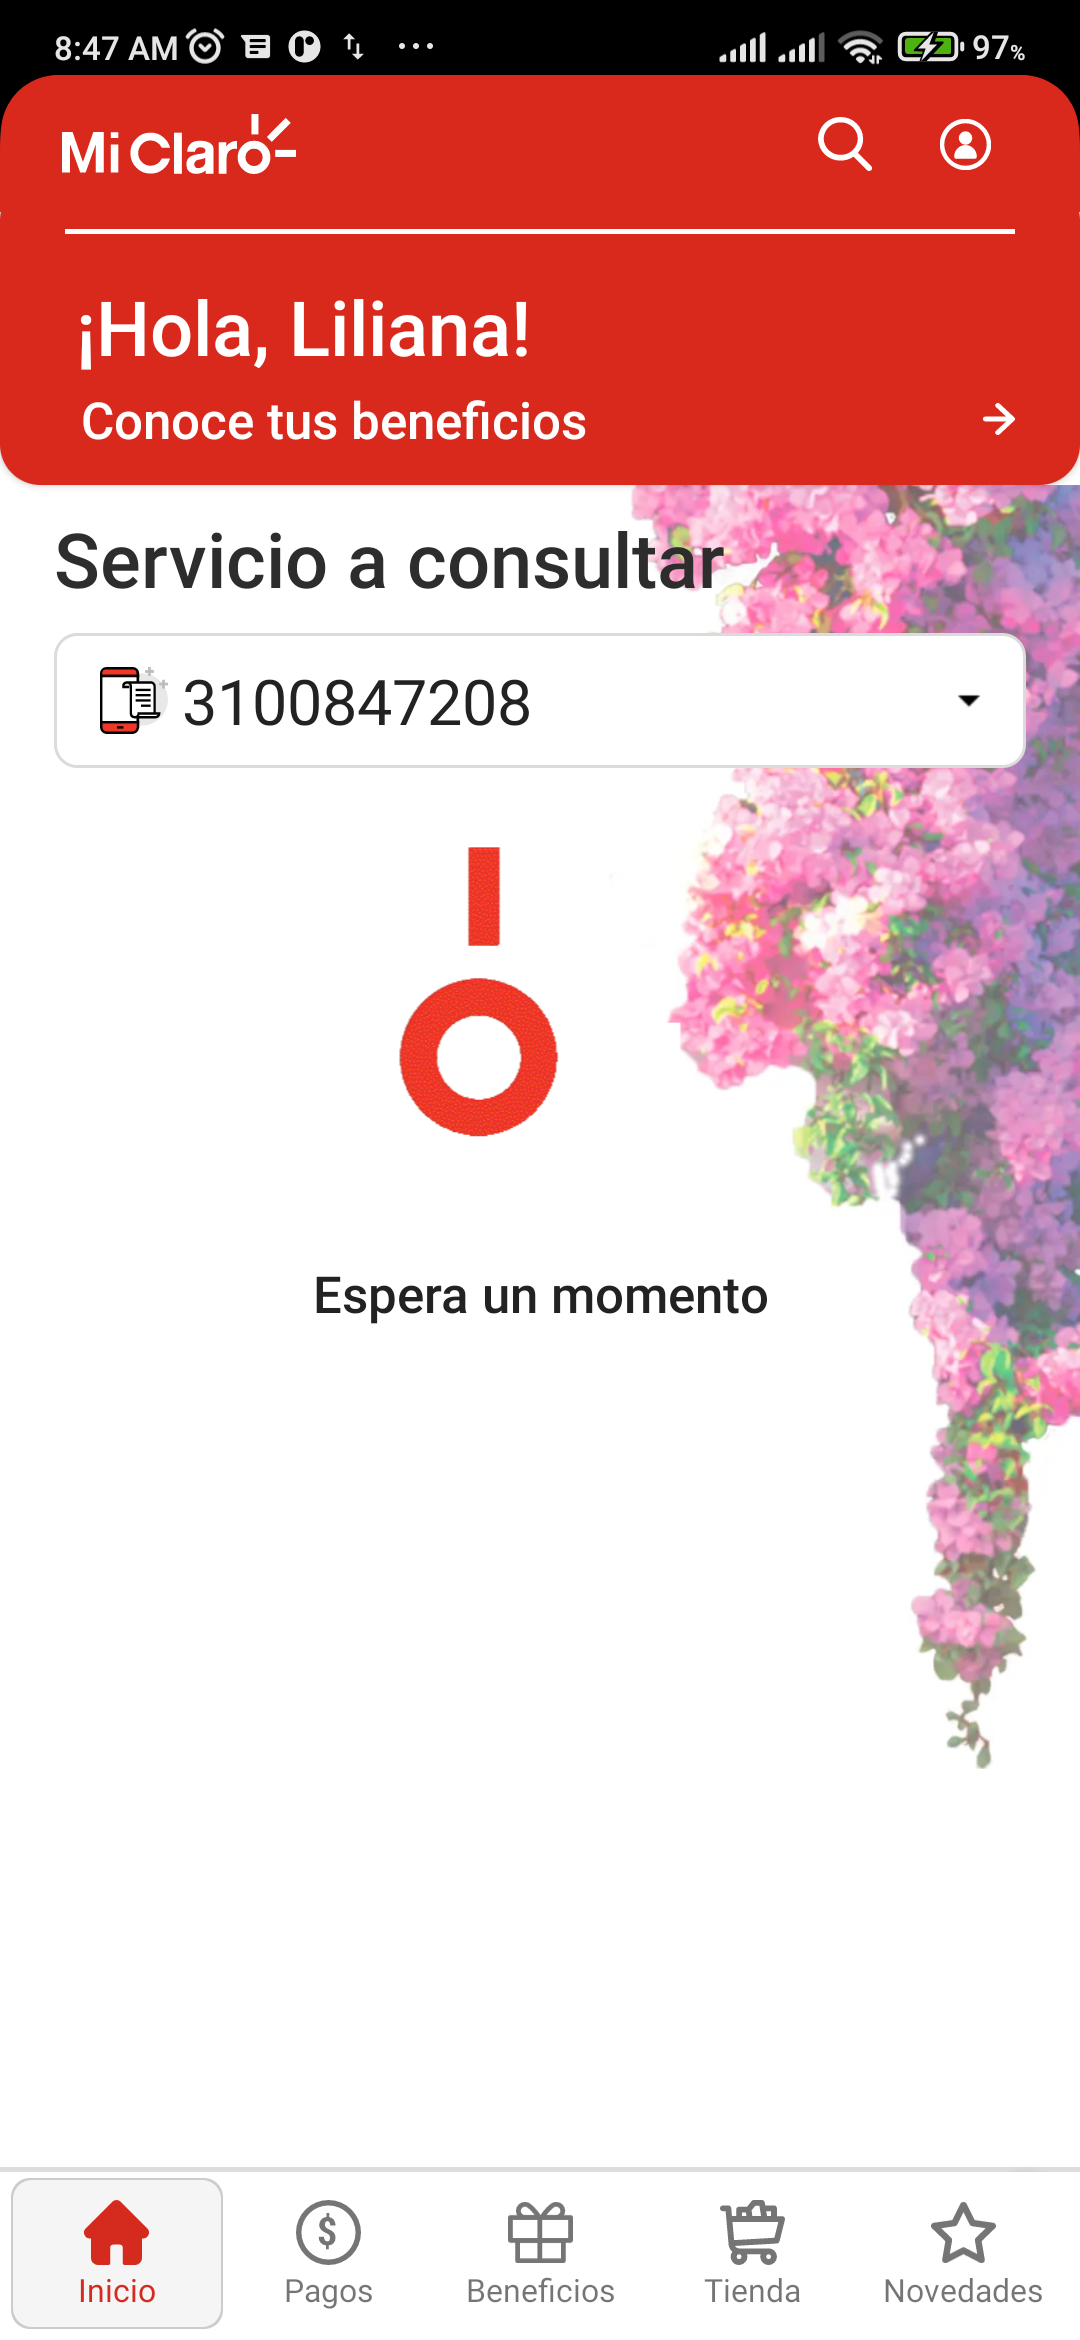 8:47 AM
97%
Mi Claro
¡Hola, Liliana!
Conoce tus beneficios
Servicio a consultar
3100847208
Espera un momento
Inicio
Pagos
Beneficios
Tienda
Novedades